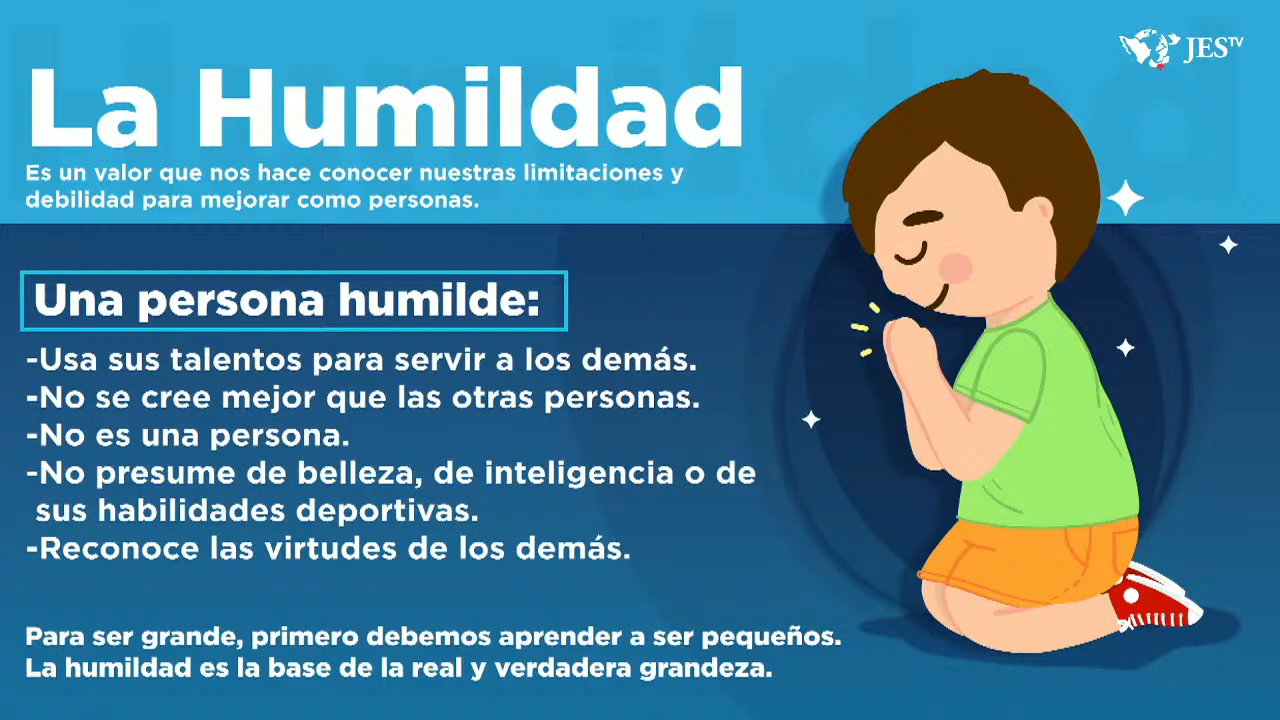 JES TV
La Humildad
Es un valor que nos hace conocer nuestras limitaciones y
debilidad para mejorar como personas.
Una persona humilde:
-Usa sus talentos para servir a los demás.
-No se cree mejor que las otras personas.
-No es una persona.
-No presume de belleza, de inteligencia o de
sus habilidades deportivas.
-Reconoce las virtudes de los demás.
Para ser grande, primero debemos aprender a ser pequeños.
La humildad es la base de la real y verdadera grandeza.